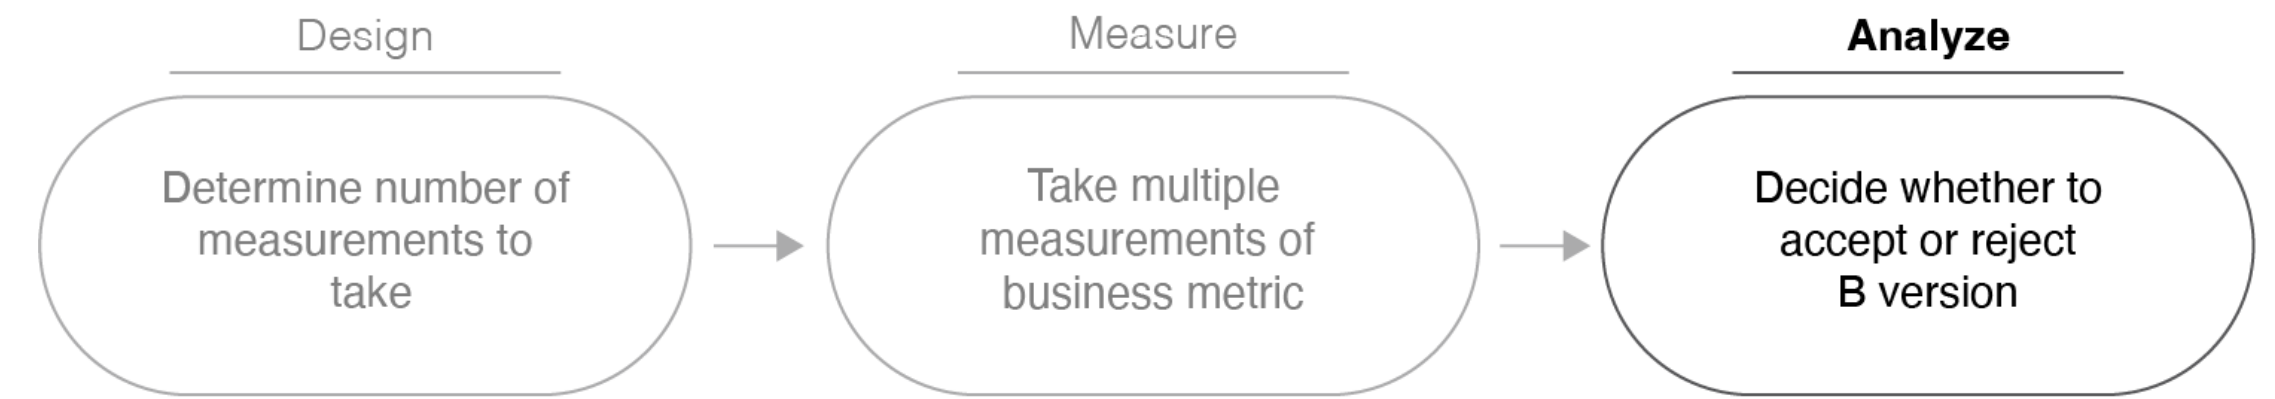 Design
Determine number of
measurements to
take
Measure
Take multiple
measurements of
business metric
Analyze
Decide whether to
accept or reject
B version